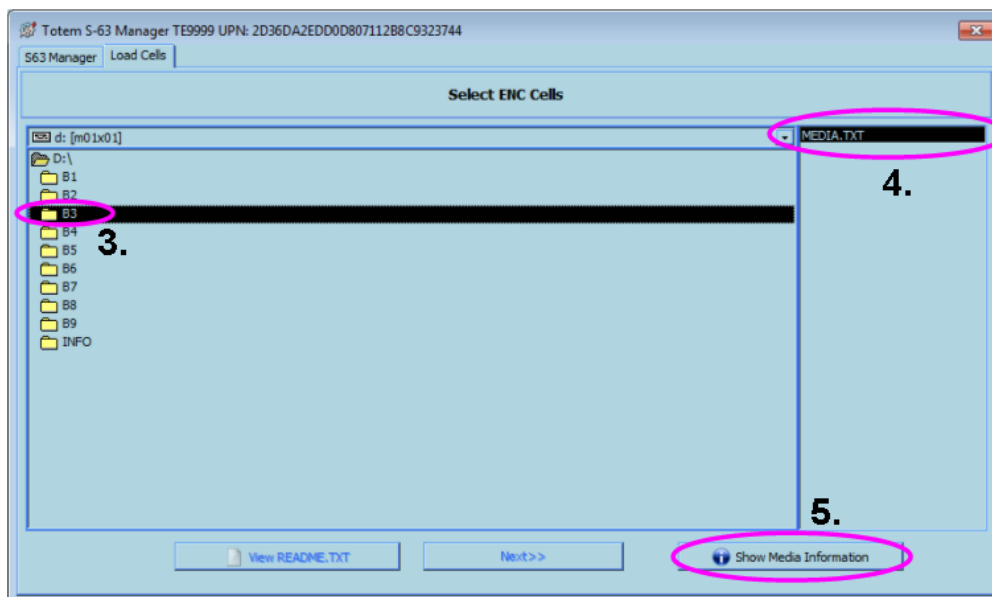 Totem S-63 Manager TE9999 UPN: 2D36DA2EDD0D807112B8C9323744
S63 Manager Load Cells
Select ENC Cells
d: [m01x01]
MEDIA.TXT
D:\
4.
B1
B2
B3
3.
B4
B5
B6
B7
B8
B9
INFO
5.
View README.TXT Next>> Show Media Information